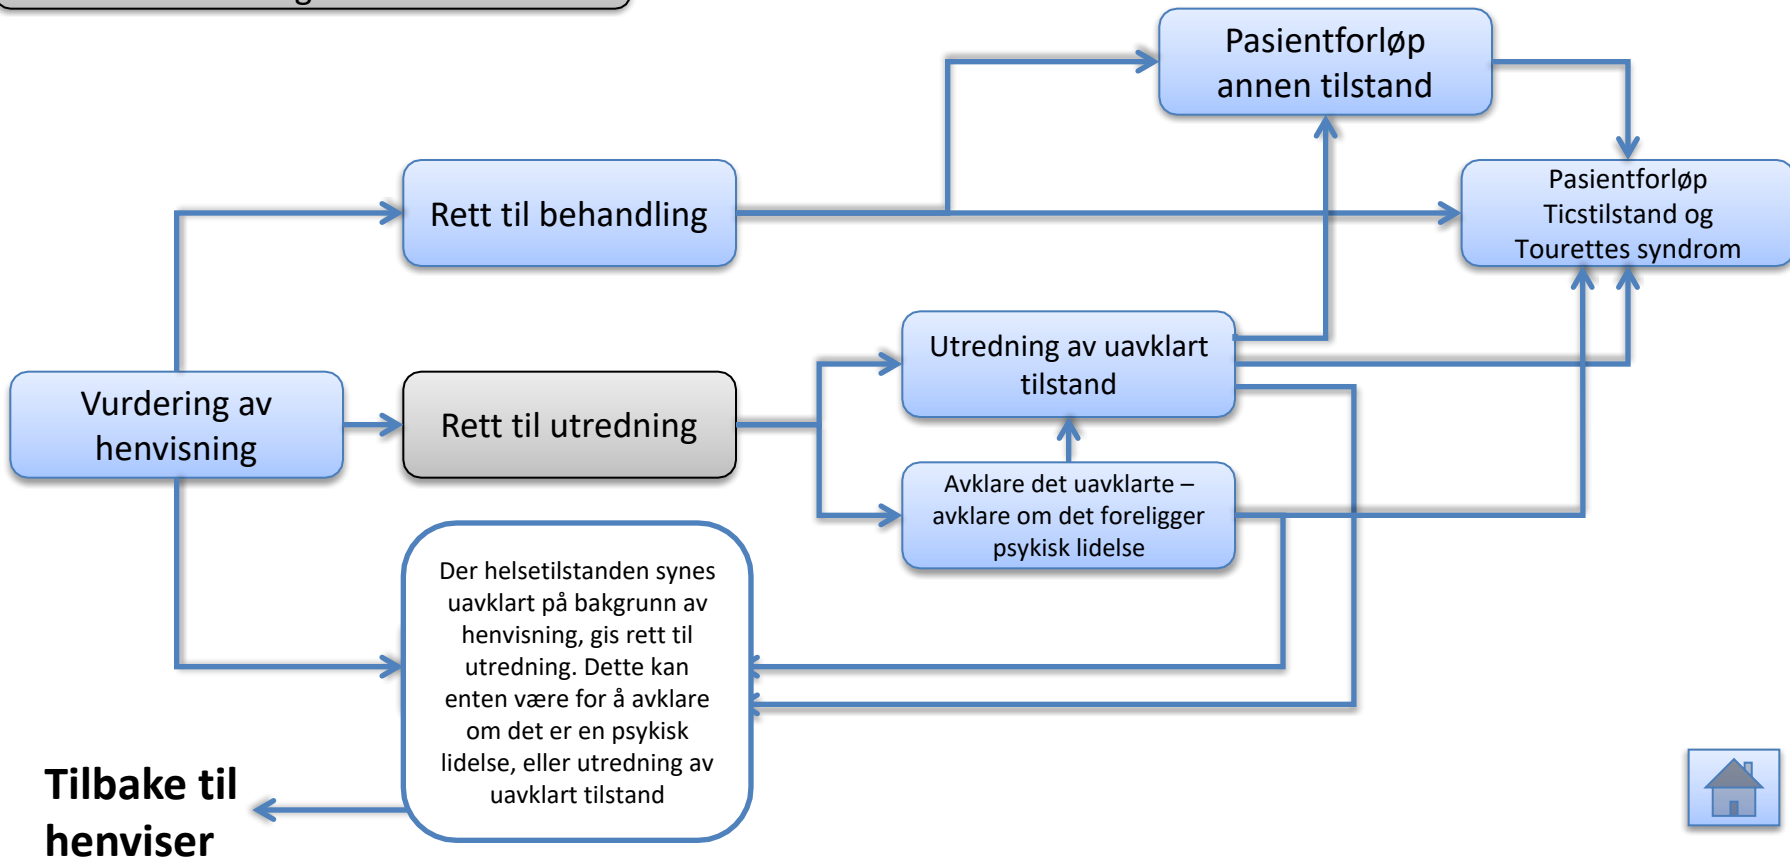 Pasientforløp
annen tilstand
Rett til behandling
Pasientforløp
Ticstilstand og
Tourettes syndrom
Utredning av uavklart
tilstand
Vurdering av
henvisning
Rett til utredning
Avklare det uavklarte –
avklare om det foreligger
psykisk lidelse
Der helsetilstanden synes
uavklart på bakgrunn av
henvisning, gis rett til
utredning. Dette kan
enten være for å avklare
om det er en psykisk
lidelse, eller utredning av
uavklart tilstand
Tilbake til
henviser